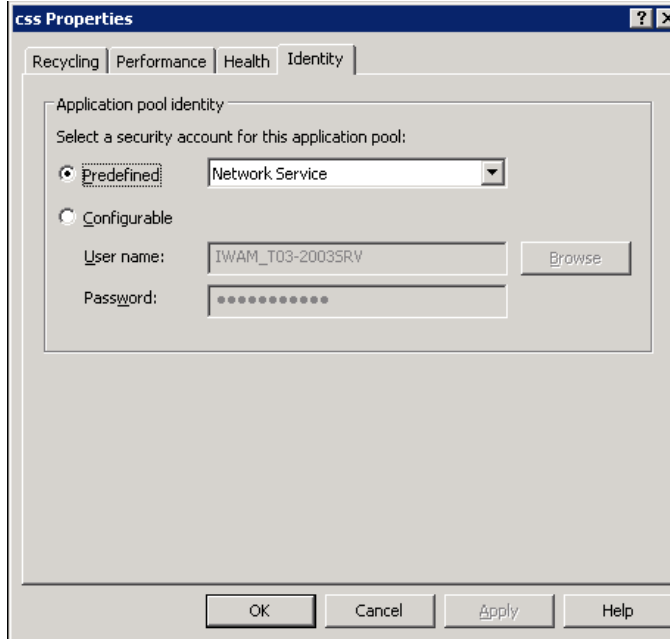 css Properties
Recycling Performance Health Identity
Application pool identity
Select a security account for this application pool:
Predefined Network Service
Configurable
User name: IWAM_T03-2003SRV Browse
Password: ●●●●●●●●●●●
OK Cancel Apply Help